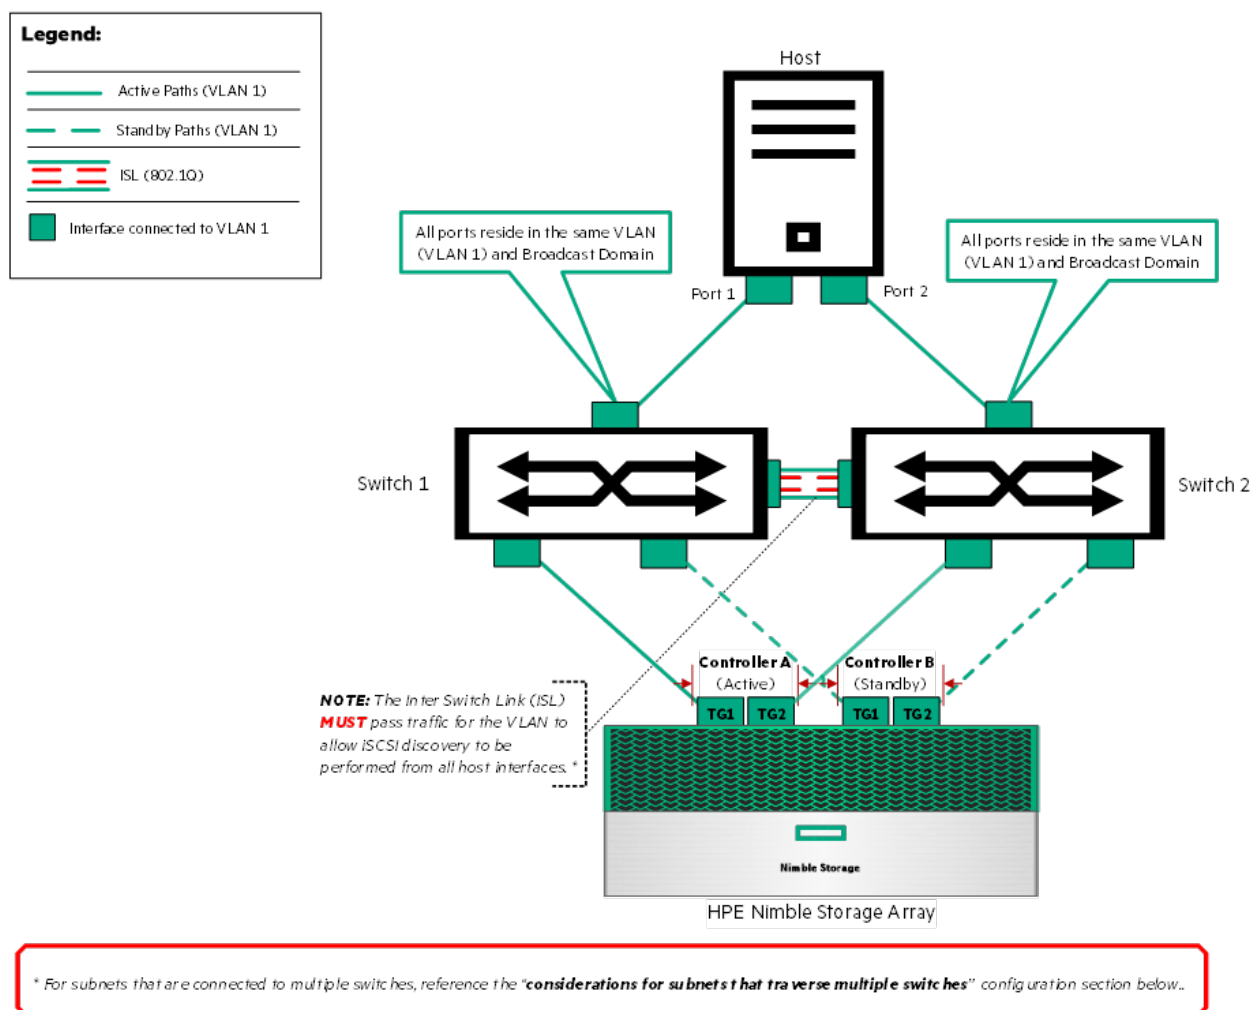 Legend:
Active Paths (VLAN 1)
Standby Paths (VLAN 1)
ISL (802.1Q)
Interface connected to VLAN 1
Host
All ports reside in the same VLAN
(VLAN 1) and Broadcast Domain
All ports reside in the same VLAN
(VLAN 1) and Broadcast Domain
Port 1
Port 2
Switch 1
Switch 2
Controller A
(Active)
Controller B
(Standby)
NOTE: The Inter Switch Link (ISL)
MUST pass traffic for the VLAN to
allow iSCSI discovery to be
performed from all host interfaces. *
TG1
TG2
TG1
TG2
Nimble Storage
HPE Nimble Storage Array
* For subnets that are connected to multiple switches, reference the "considerations for subnets that traverse multiple switches" configuration section below..